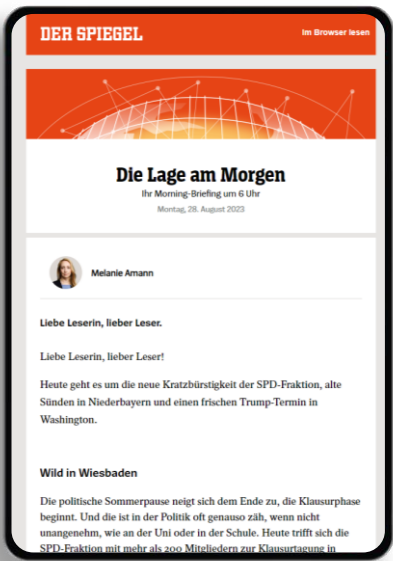 DER SPIEGEL
Im Browser lesen
Die Lage am Morgen
Ihr Morning-Briefing um 6 Uhr
Montag, 28. August 2023
Melanie Amann
Liebe Leserin, lieber Leser.
Liebe Leserin, lieber Leser!
Heute geht es um die neue Kratzbürstigkeit der SPD-Fraktion, alte
Sünden in Niederbayern und einen frischen Trump-Termin in
Washington.
Wild in Wiesbaden
Die politische Sommerpause neigt sich dem Ende zu, die Klausurphase
beginnt. Und die ist in der Politik oft genauso zäh, wenn nicht
unangenehm, wie an der Uni oder in der Schule. Heute trifft sich die
SPD-Fraktion mit mehr als 200 Mitgliedern zur Klausurtagung in